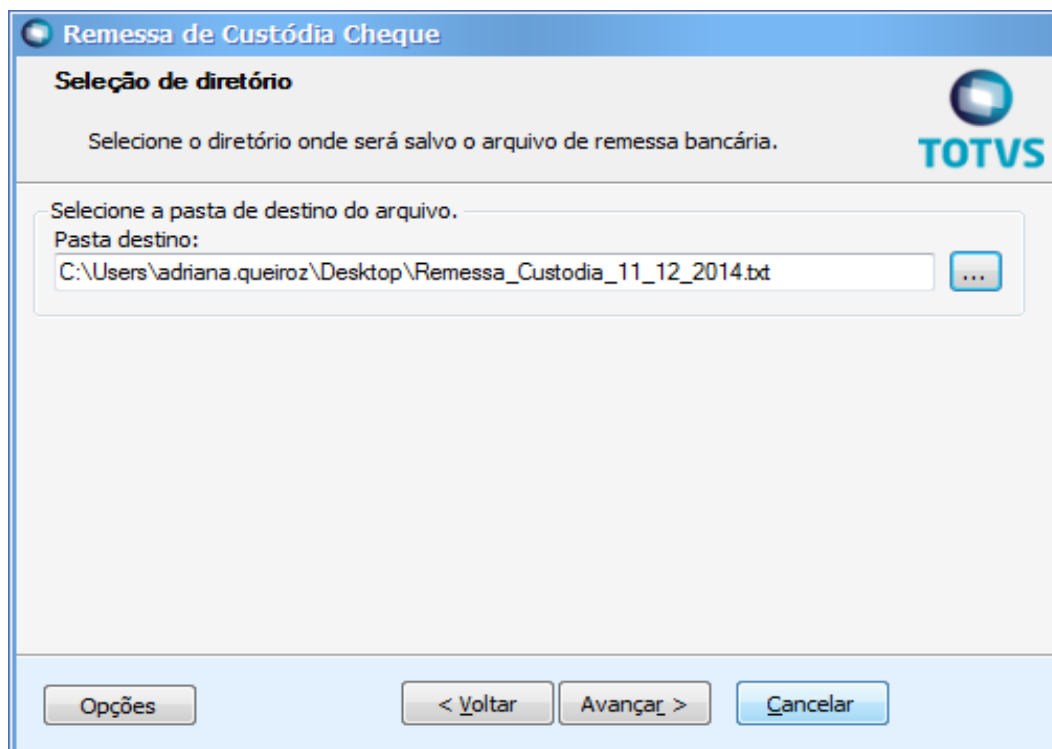 Remessa de Custódia Cheque
Seleção de diretório
Selecione o diretório onde será salvo o arquivo de remessa bancária.
TOTVS
Selecione a pasta de destino do arquivo.
Pasta destino:
C:\Users\adriana.queiroz\Desktop\Remessa_Custodia_11_12_2014.txt
...
Opções
< Voltar
Avançar >
Cancelar